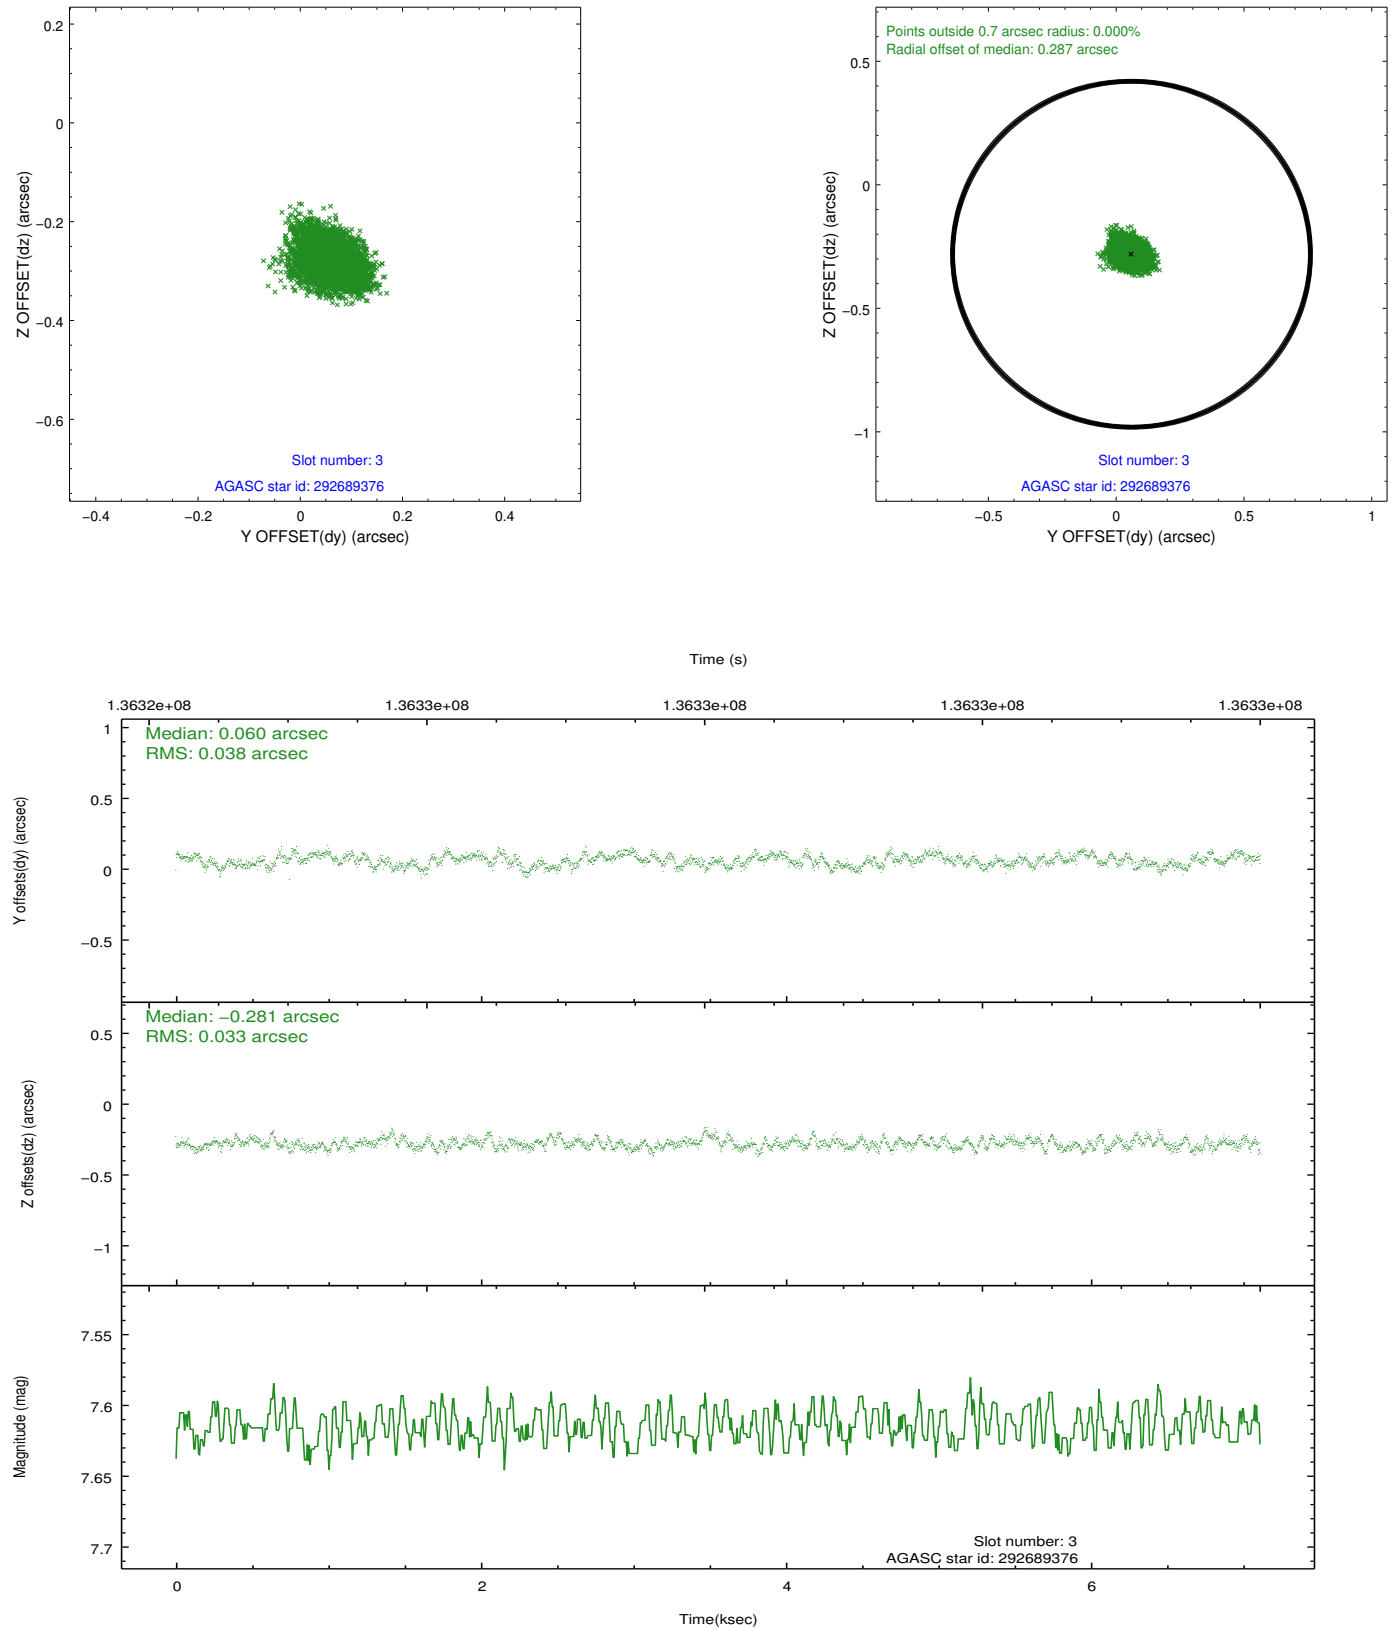 0.2
0
−0.2
−0.4
−0.6
Z OFFSET(dz) (arcsec)
Slot number: 3
AGASC star id: 292689376
−0.4 −0.2 0 0.2 0.4
Y OFFSET(dy) (arcsec)
Points outside 0.7 arcsec radius: 0.000%
Radial offset of median: 0.287 arcsec
0.5
0
−0.5
−1
Z OFFSET(dz) (arcsec)
Slot number: 3
AGASC star id: 292689376
−0.5 0 0.5 1
Y OFFSET(dy) (arcsec)
Time (s)
1.3632e+08 1.3633e+08 1.3633e+08 1.3633e+08 1.3633e+08
Median: 0.060 arcsec
RMS: 0.038 arcsec
1
0.5
0
−0.5
Y offsets(dy) (arcsec)
Median: −0.281 arcsec
RMS: 0.033 arcsec
0.5
0
−0.5
−1
Z offsets(dz) (arcsec)
7.55
7.6
7.65
7.7
Magnitude (mag)
Slot number: 3
AGASC star id: 292689376
0 2 4 6
Time(ksec)